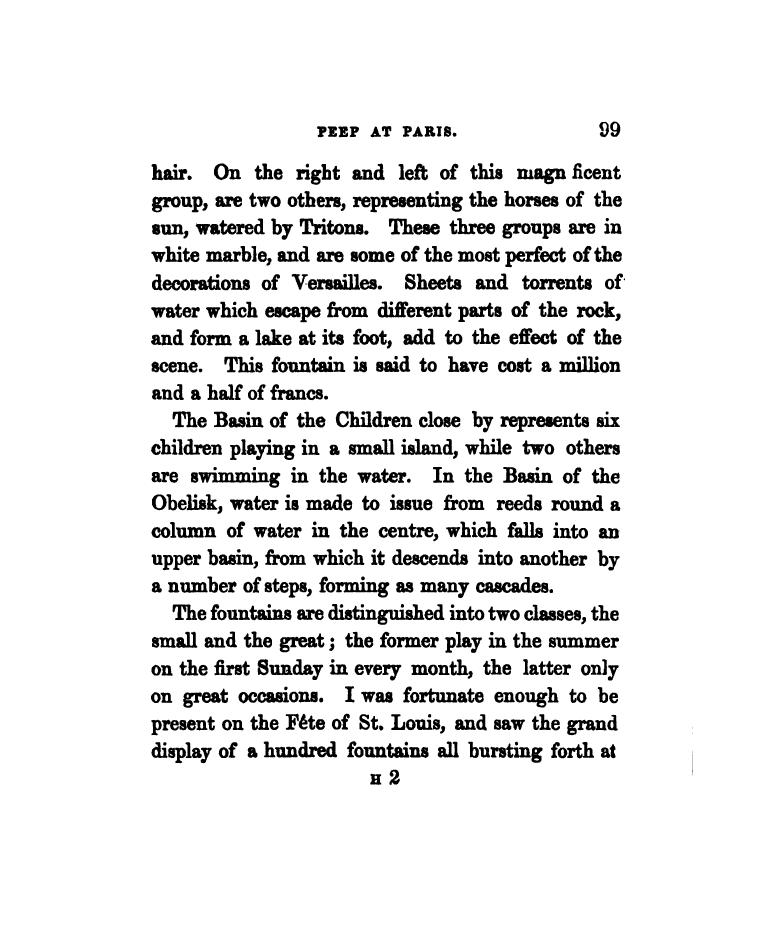 PEEP AT PARIS. 99
hair. On the right and left of this magn ficent
group, are two others, representing the horses of the
sun, watered by Tritons. These three groups are in
white marble, and are some of the most perfect of the
decorations of Versailles. Sheets and torrents of
water which escape from different parts of the rock,
and form a lake at its foot, add to the effect of the
scene. This fountain is said to have cost a million
and a half of francs.
The Basin of the Children close by represents six
children playing in a small island, while two others
are swimming in the water. In the Basin of the
Obelisk, water is made to issue from reeds round a
column of water in the centre, which falls into an
upper basin, from which it descends into another by
a number of steps, forming as many cascades.
The fountains are distinguished into two classes, the
small and the great; the former play in the summer
on the first Sunday in every month, the latter only
on great occasions. I was fortunate enough to be
present on the Féte of St. Louis, and saw the grand
display of a hundred fountains all bursting forth at
H 2